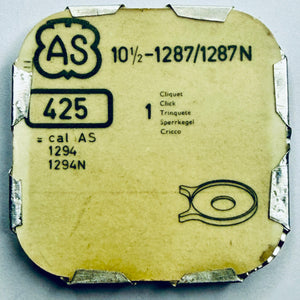 AS
10½-1287/1287N
425
= cal AS
1294
1294N
1
Cliquet
Click
Trinquete
Sperrkegel
Cricco